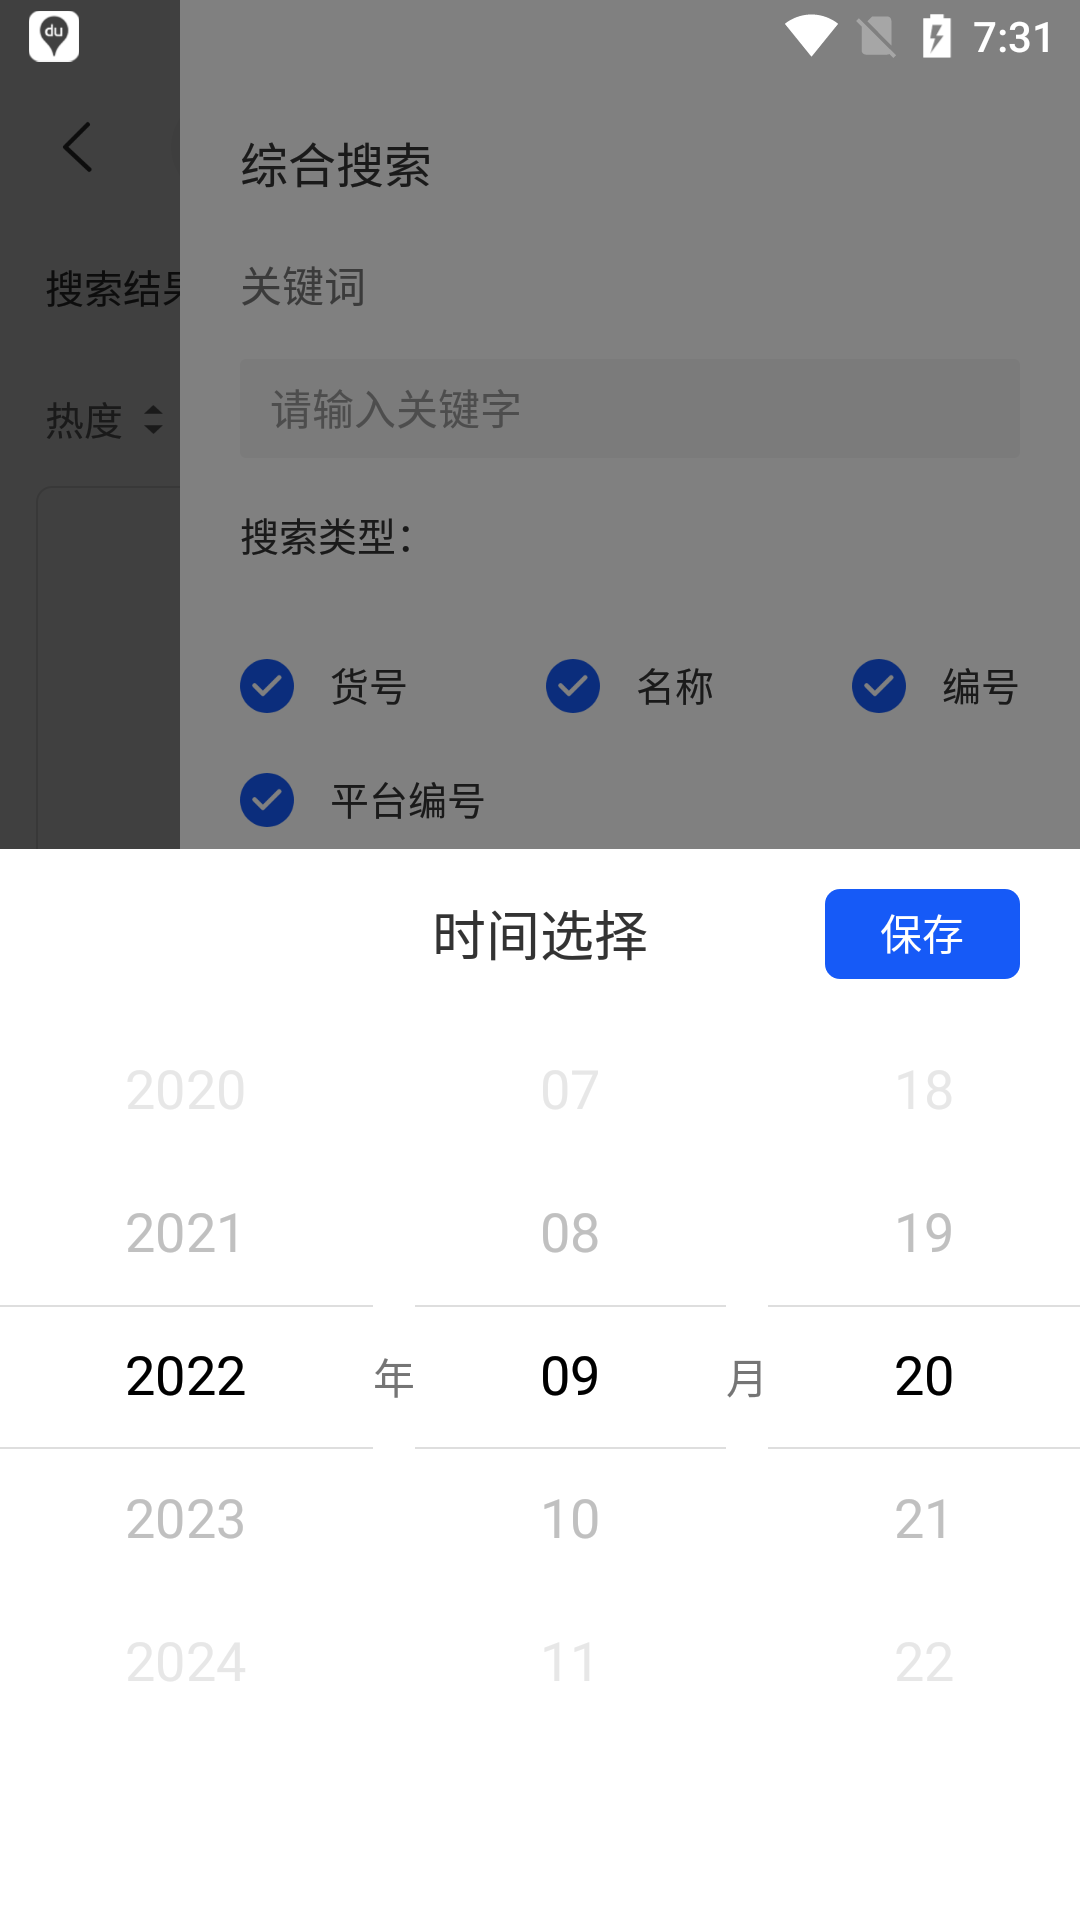 du
7:31
综合搜索
关键词
搜索结果
请输入关键字
热度
搜索类型：
货号 名称 编号
平台编号
时间选择 保存
2020 07 18
2021 08 19
2022 年 09 月 20
2023 10 21
2024 11 22